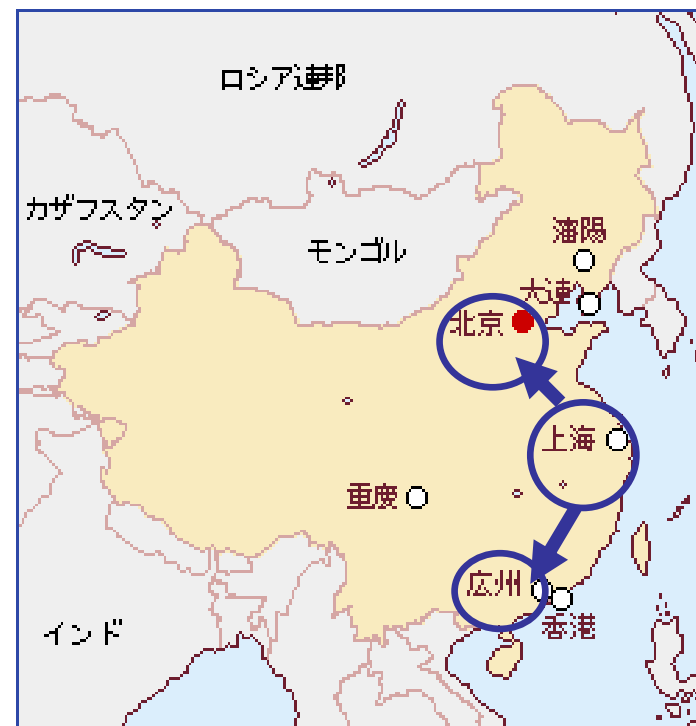 ロシア連邦
カザフスタン
モンゴル
瀋陽
大連
北京
上海
重慶
広州
香港
インド